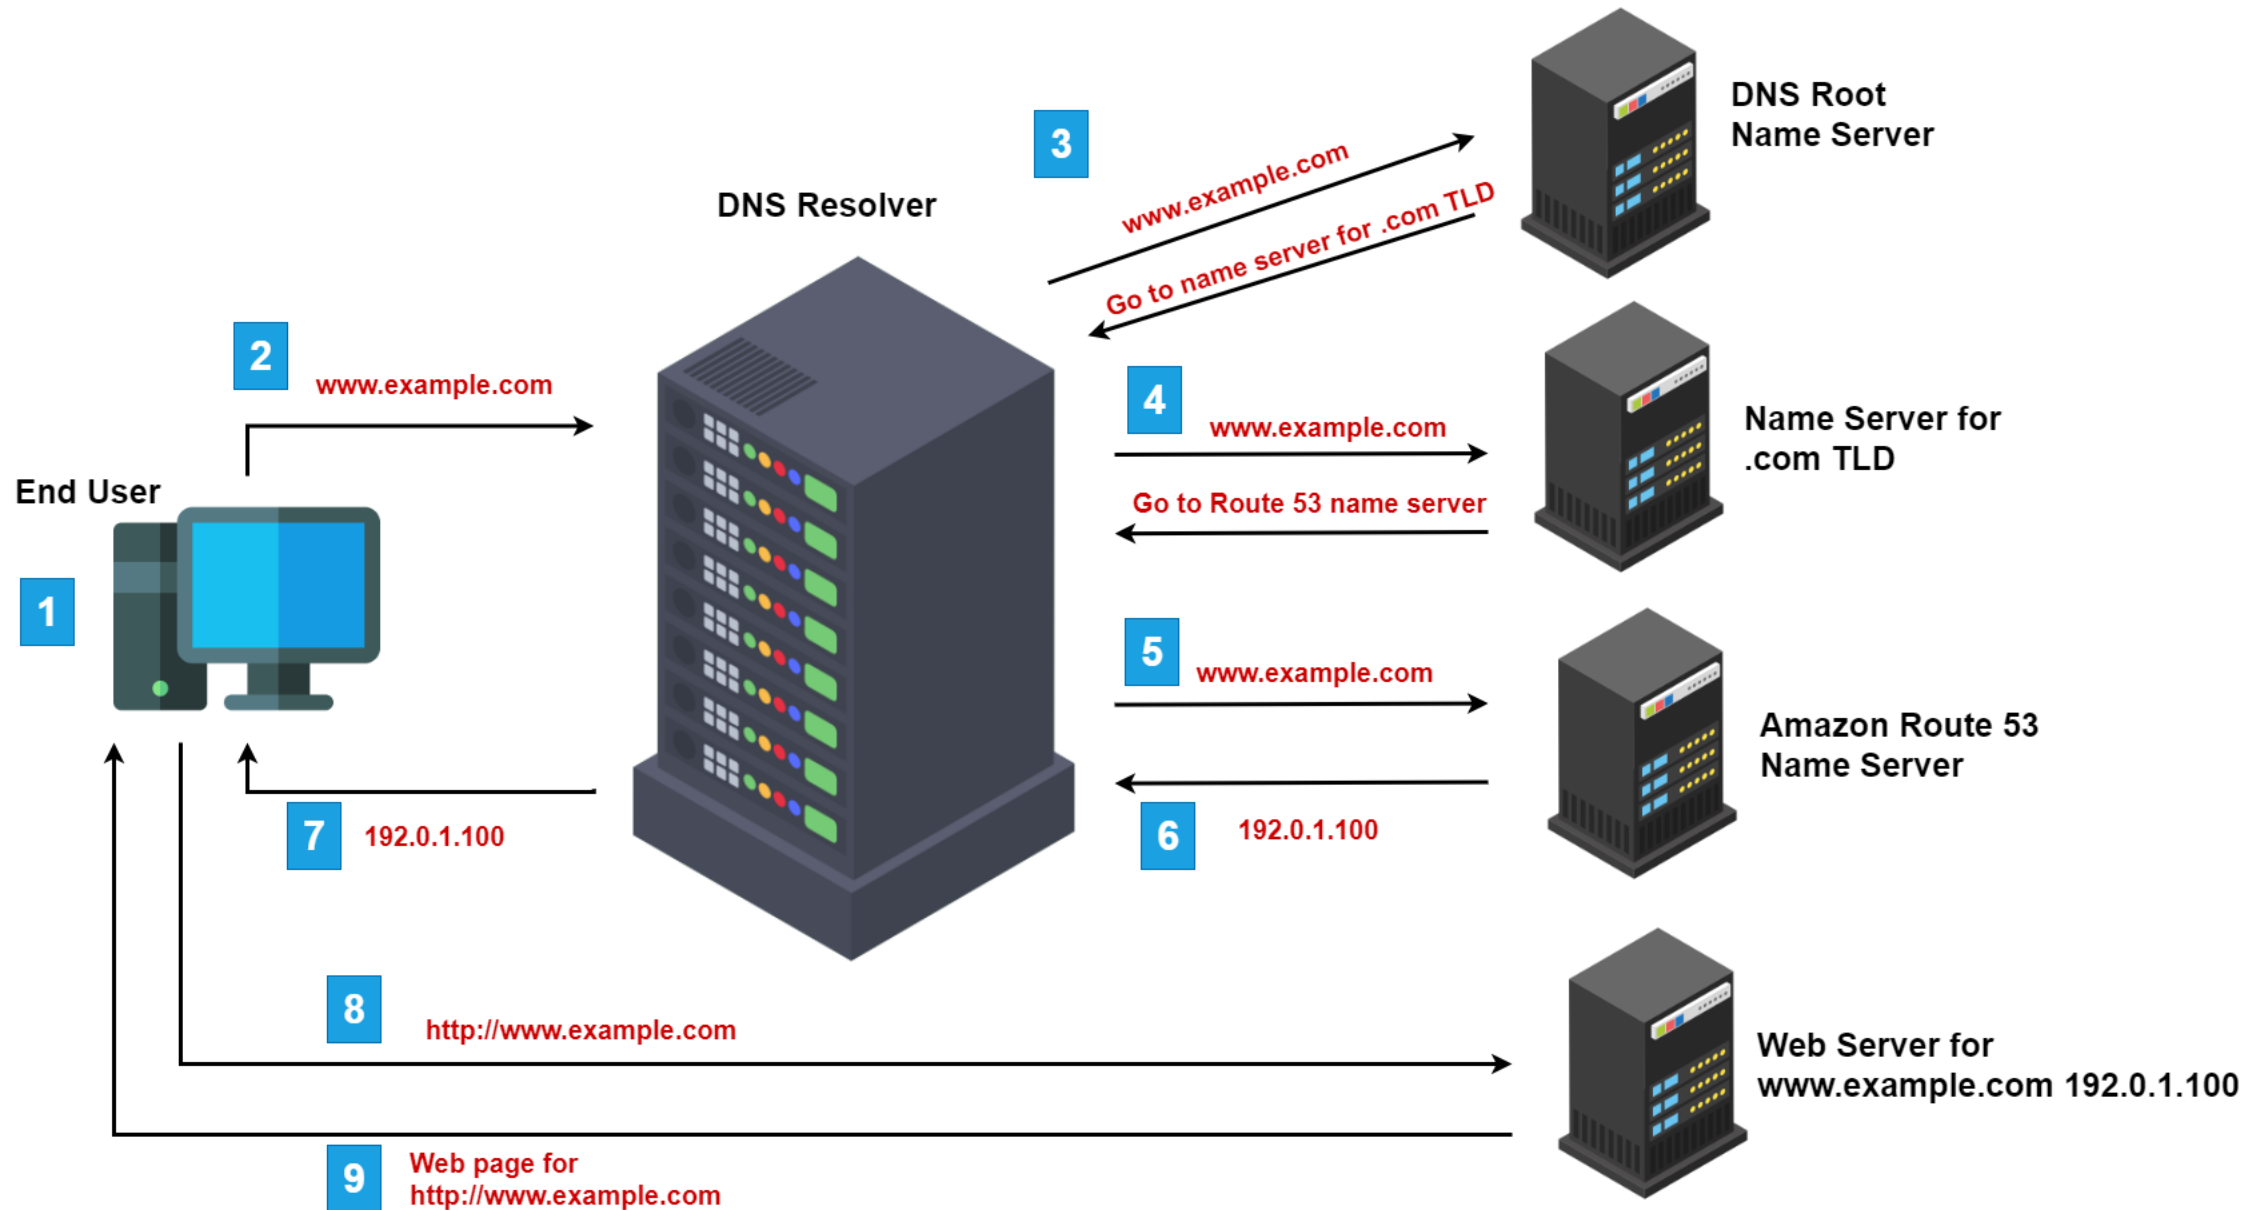 3
DNS Root
Name Server
www.example.com
DNS Resolver
Go to name server for .com TLD
2
www.example.com
4
www.example.com
Name Server for
.com TLD
End User
Go to Route 53 name server
1
5
www.example.com
Amazon Route 53
Name Server
7
192.0.1.100
6
192.0.1.100
8
http://www.example.com
Web Server for
www.example.com 192.0.1.100
9
Web page for
http://www.example.com